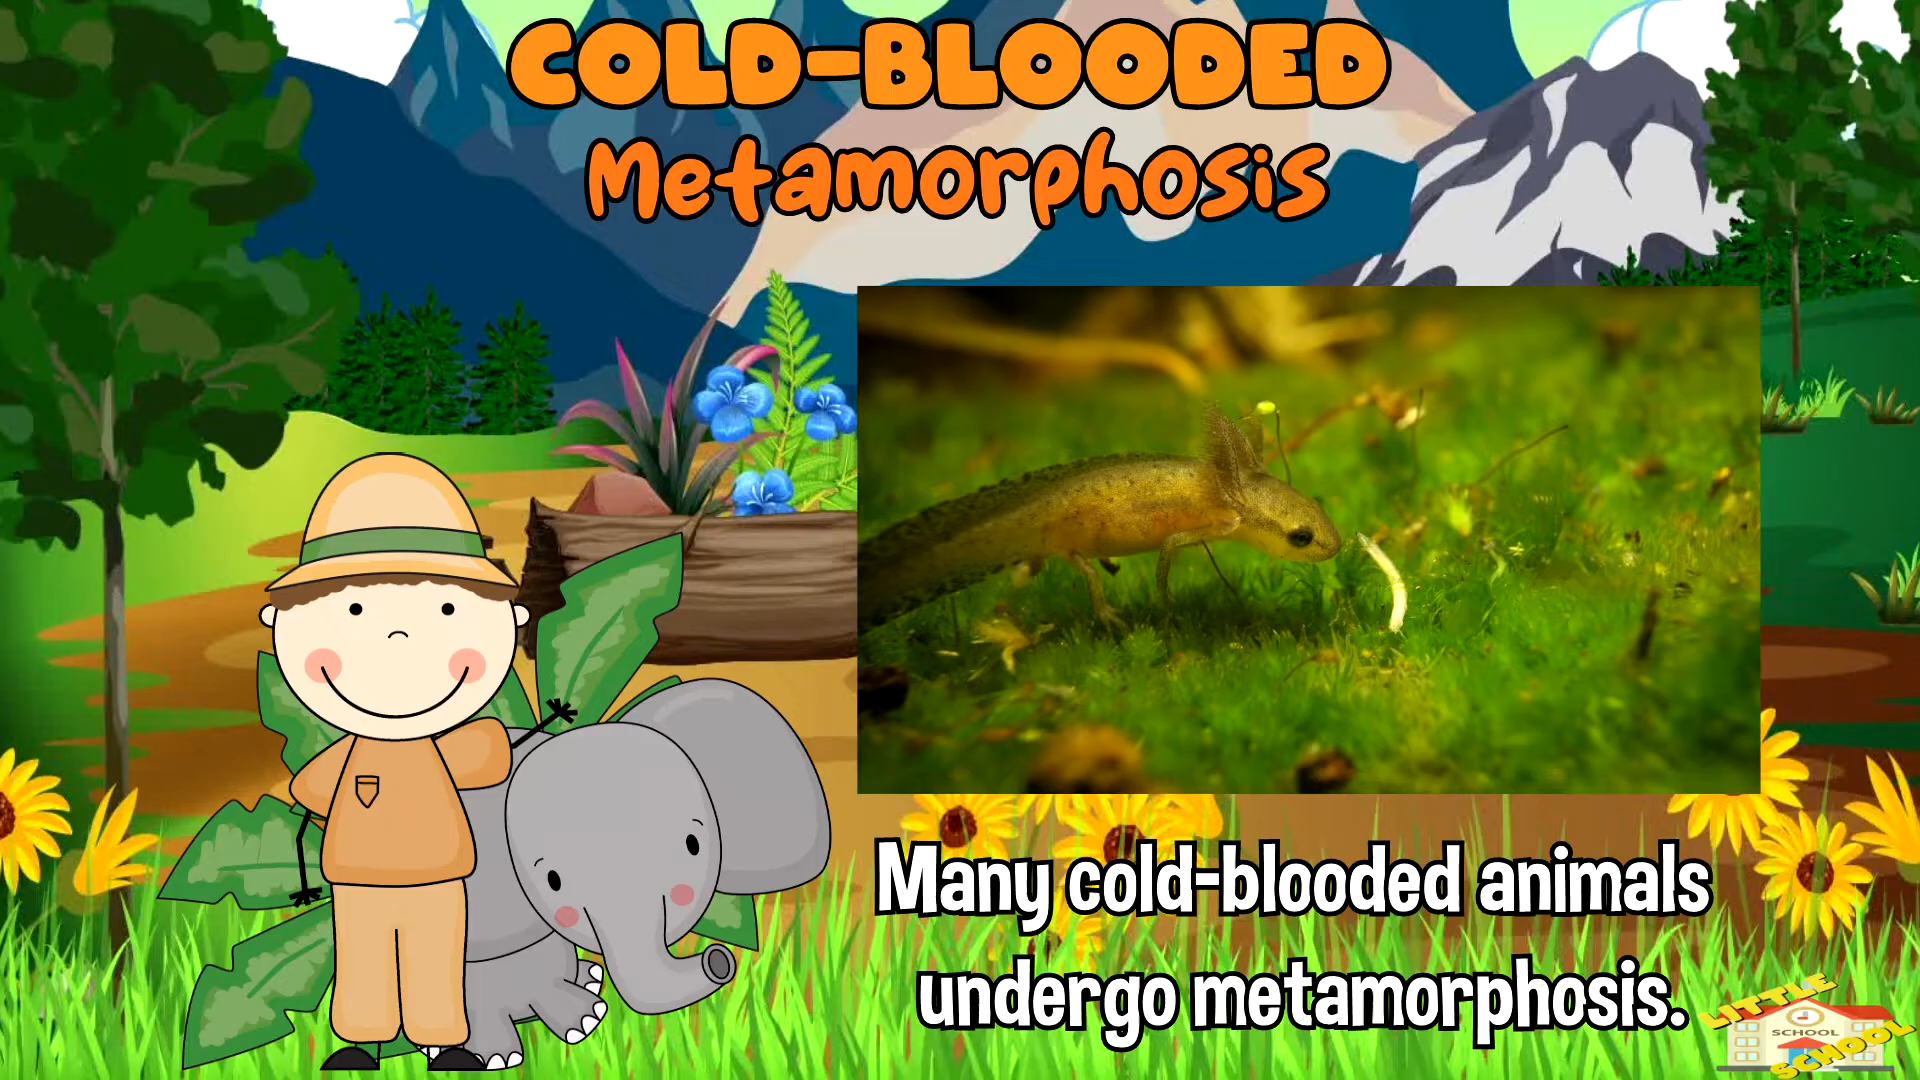 COLD-BLOODED
Metamorphosis
Many cold-blooded animals
undergo metamorphosis.
LITTLE
SCHOOL
SCHOOL